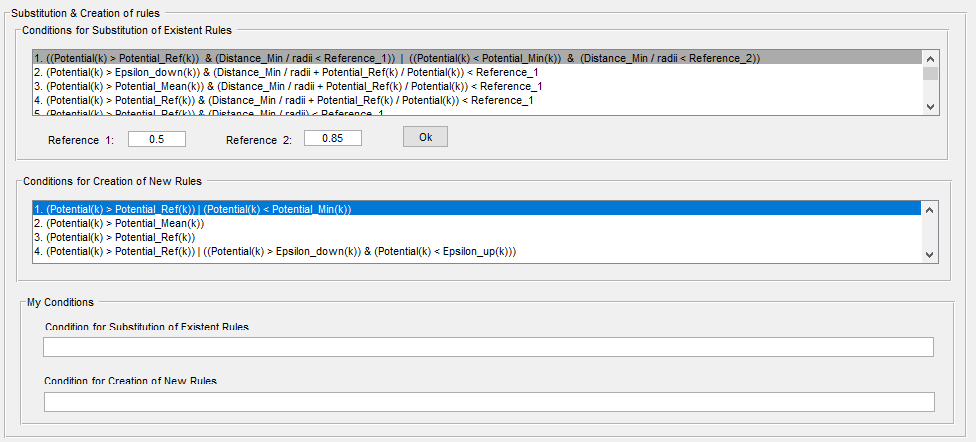 Substitution & Creation of rules
Conditions for Substitution of Existent Rules
1. ((Potential(k) > Potential_Ref(k)) & (Distance_Min / radii < Reference_1)) | ((Potential(k) < Potential_Min(k)) & (Distance_Min / radii < Reference_2))
2. (Potential(k) > Epsilon_down(k)) & (Distance_Min / radii + Potential_Ref(k) / Potential(k)) < Reference_1
3. (Potential(k) > Potential_Mean(k)) & (Distance_Min / radii + Potential_Ref(k) / Potential(k)) < Reference_1
4. (Potential(k) > Potential_Ref(k)) & (Distance_Min / radii + Potential_Ref(k) / Potential(k)) < Reference_1
5. (Potential(k) > Potential_Ref(k)) & (Distance_Min / radii) < Reference_1
Reference 1: 0.5 Reference 2: 0.85 Ok
Conditions for Creation of New Rules
1. (Potential(k) > Potential_Ref(k)) | (Potential(k) < Potential_Min(k))
2. (Potential(k) > Potential_Mean(k))
3. (Potential(k) > Potential_Ref(k))
4. (Potential(k) > Potential_Ref(k)) | ((Potential(k) > Epsilon_down(k)) & (Potential(k) < Epsilon_up(k)))
My Conditions
Condition for Substitution of Existent Rules
Condition for Creation of New Rules